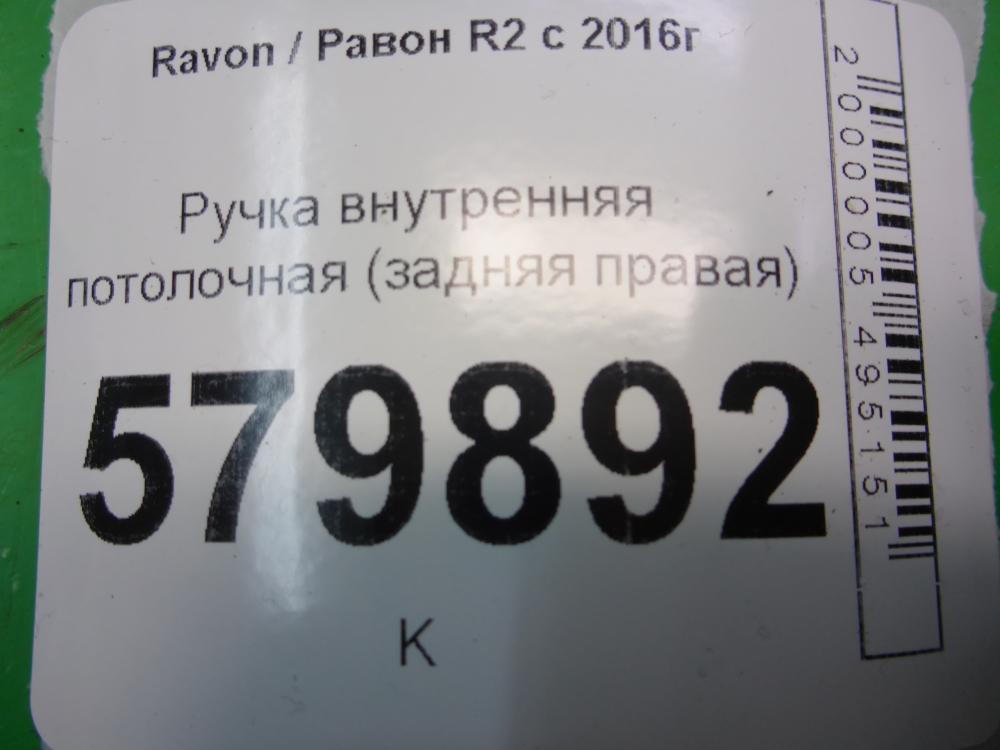 Ravon / Равон R2 с 2016г
Ручка внутренняя
потолочная (задняя правая)
579892
К
2000005495151